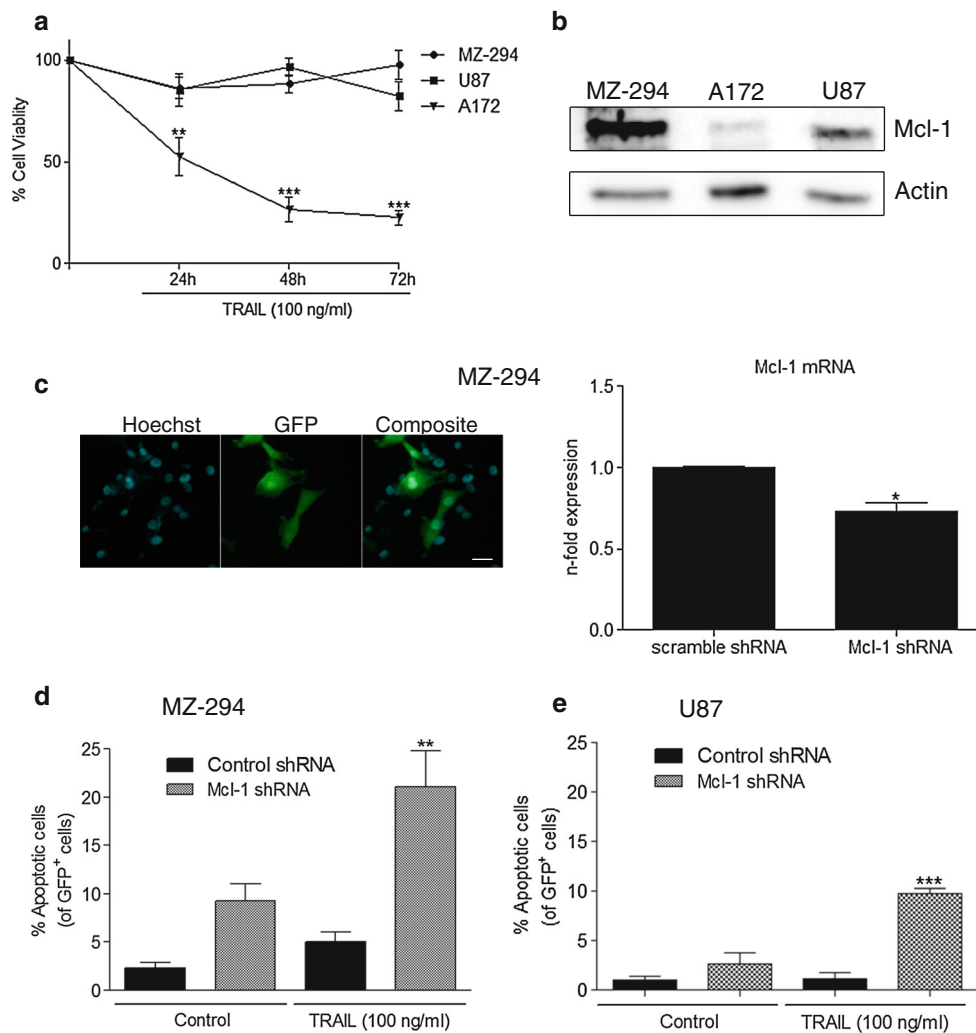 a
100
50
0
% Cell Viablity
MZ-294
U87
A172
**
***
***
24h 48h 72h
TRAIL (100 ng/ml)
b
MZ-294 A172 U87
Mcl-1
Actin
c
MZ-294
Hoechst GFP Composite
Mcl-1 mRNA
1.5
1.0
0.5
0.0
n-fold expression
*
scramble shRNA Mcl-1 shRNA
d
MZ-294
25
20
15
10
5
0
% Apoptotic cells
(of GFP+ cells)
Control shRNA
Mcl-1 shRNA
**
Control TRAIL (100 ng/ml)
e
U87
25
20
15
10
5
0
% Apoptotic cells
(of GFP+ cells)
Control shRNA
Mcl-1 shRNA
***
Control TRAIL (100 ng/ml)